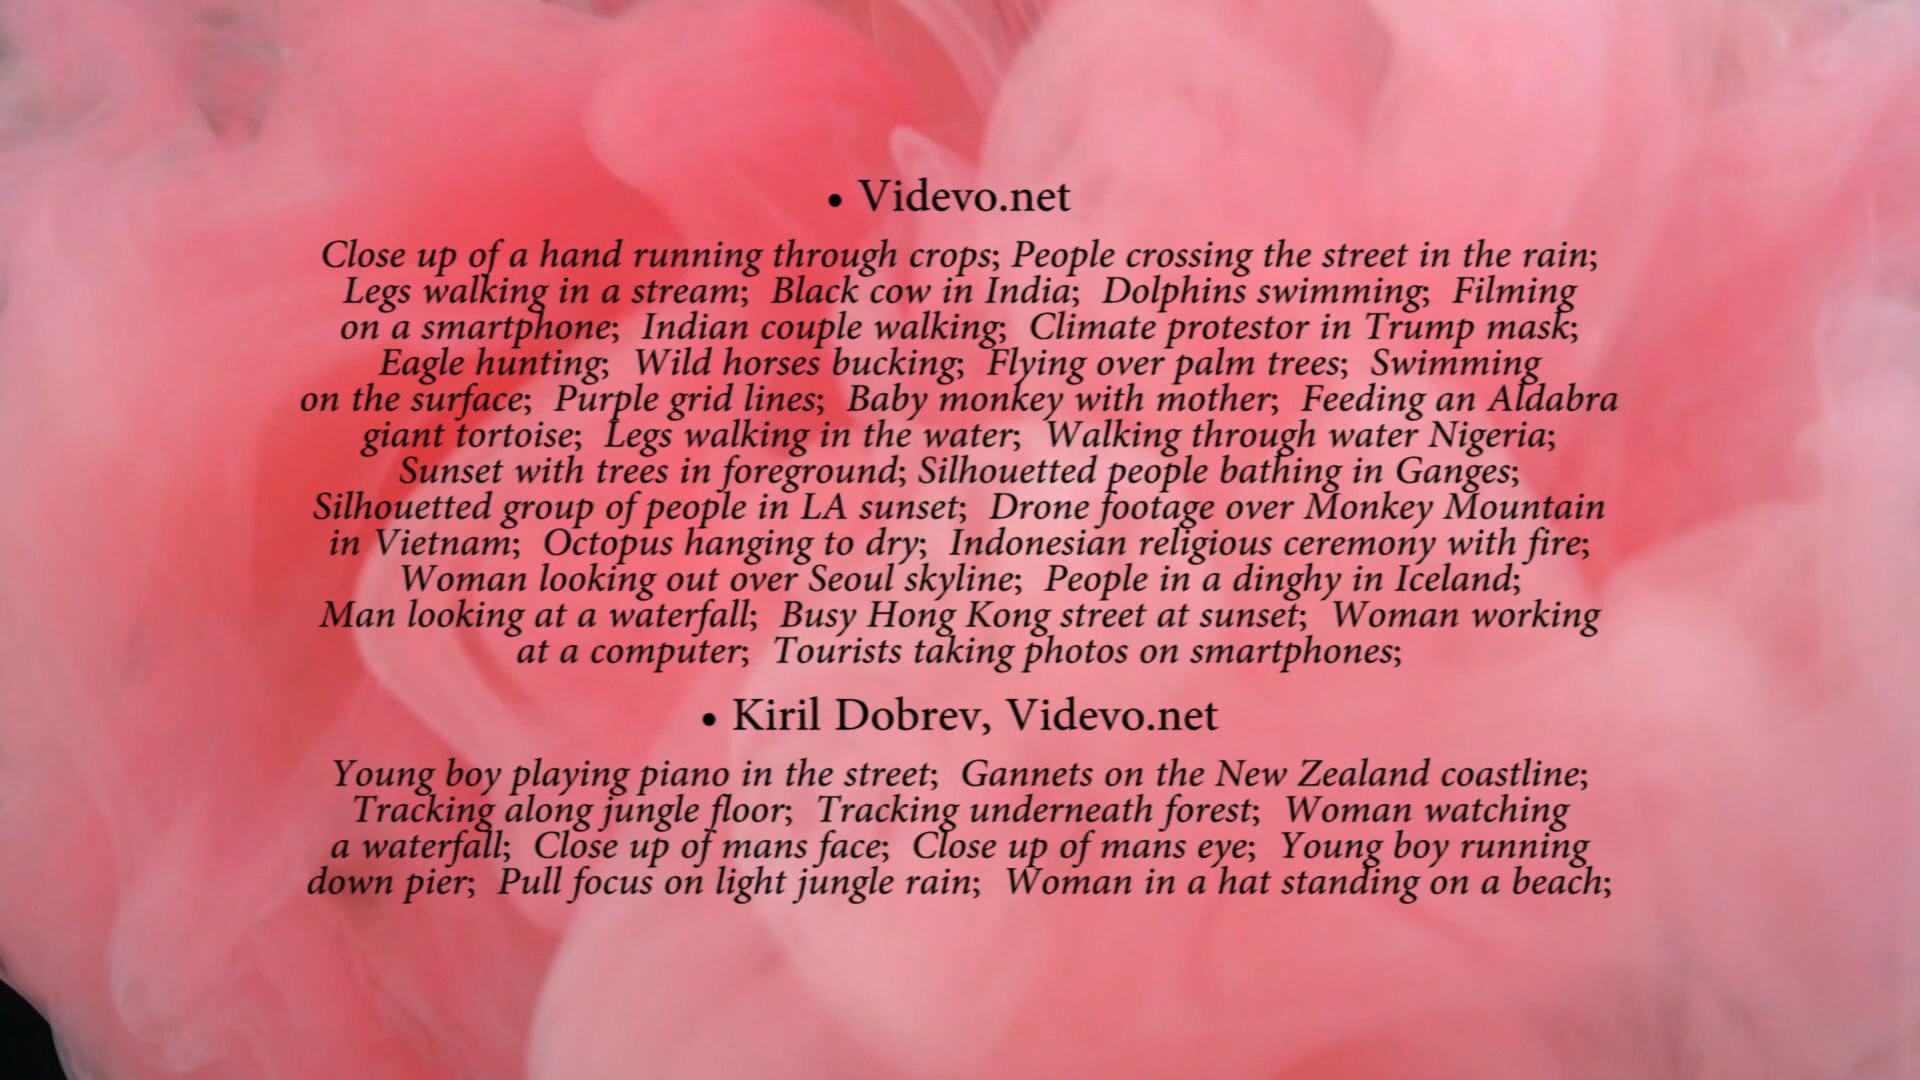 • Videvo.net
Close up of a hand running through crops; People crossing the street in the rain;
Legs walking in a stream; Black cow in India; Dolphins swimming; Filming
on a smartphone; Indian couple walking; Climate protestor in Trump mask;
Eagle hunting; Wild horses bucking; Flying over palm trees; Swimming
on the surface; Purple grid lines; Baby monkey with mother; Feeding an Aldabra
giant tortoise; Legs walking in the water; Walking through water Nigeria;
Sunset with trees in foreground; Silhouetted people bathing in Ganges;
Silhouetted group of people in LA sunset; Drone footage over Monkey Mountain
in Vietnam; Octopus hanging to dry; Indonesian religious ceremony with fire;
Woman looking out over Seoul skyline; People in a dinghy in Iceland;
Man looking at a waterfall; Busy Hong Kong street at sunset; Woman working
at a computer; Tourists taking photos on smartphones;
• Kiril Dobrev, Videvo.net
Young boy playing piano in the street; Gannets on the New Zealand coastline;
Tracking along jungle floor; Tracking underneath forest; Woman watching
a waterfall; Close up of mans face; Close up of mans eye; Young boy running
down pier; Pull focus on light jungle rain; Woman in a hat standing on a beach;